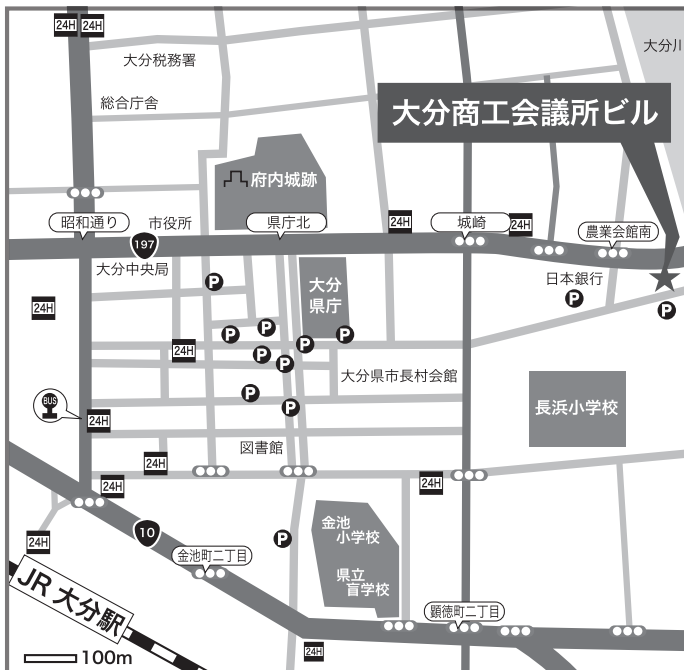 24H 24H
大分川
大分税務署
総合庁舎
大分商工会議所ビル
府内城跡
昭和通り
市役所
県庁北
24H
城崎
24H
農業会館南
197
大分中央局
大分
県庁
日本銀行
P
P
P
24H
P
P
P
P
24H
P
P
大分県市長村会館
P
P
長浜小学校
BUS
24H
図書館
24H
24H
24H
10
金池
小学校
P
24H
金池町二丁目
県立
盲学校
JR 大分駅
顕徳町二丁目
24H
100m